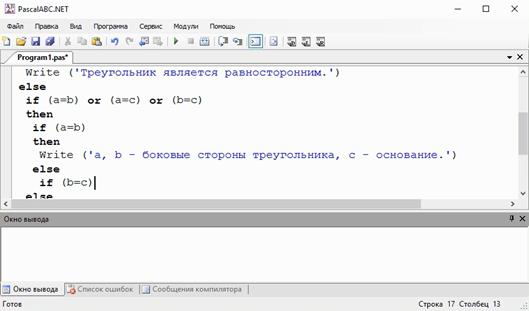 PascalABC.NET
Файл Правка Вид Программа Сервис Модули Помощь
Program1.pas*
Write ('Треугольник является равносторонним.')
else
if (a=b) or (a=c) or (b=c)
then
if (a=b)
then
Write ('a, b - боковые стороны треугольника, c - основание.')
else
if (b=c)
else
Окно вывода
Окно вывода Список ошибок Сообщения компилятора
Готов Строка 17 Столбец 13